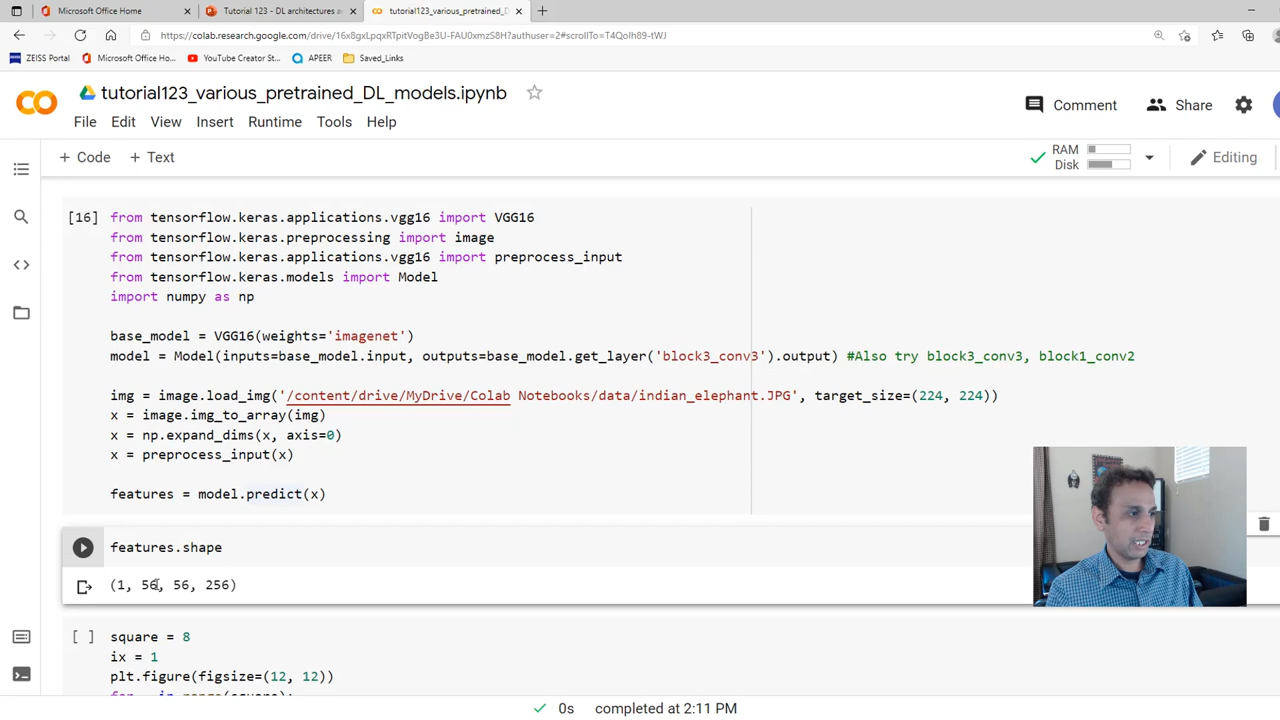 Microsoft Office Home
Tutorial 123 - DL architectures a
tutorial123_various_pretrained_D
https://colab.research.google.com/drive/16x8gxLpqxRTpitVogBe3U-FAU0xmzS8H?authuser=2#scrollTo=T4QoIh89-tWJ
ZEISS Portal
Microsoft Office Ho...
YouTube Creator St...
APEER
Saved_Links
tutorial123_various_pretrained_DL_models.ipynb
Comment
Share
File Edit View Insert Runtime Tools Help
+ Code + Text
RAM
Disk
Editing
[16] from tensorflow.keras.applications.vgg16 import VGG16
from tensorflow.keras.preprocessing import image
from tensorflow.keras.applications.vgg16 import preprocess_input
from tensorflow.keras.models import Model
import numpy as np
base_model = VGG16(weights='imagenet')
model = Model(inputs=base_model.input, outputs=base_model.get_layer('block3_conv3').output) #Also try block3_conv3, block1_conv2
img = image.load_img('/content/drive/MyDrive/Colab Notebooks/data/indian_elephant.JPG', target_size=(224, 224))
x = image.img_to_array(img)
x = np.expand_dims(x, axis=0)
x = preprocess_input(x)
features = model.predict(x)
features.shape
(1, 56, 56, 256)
[ ] square = 8
ix = 1
plt.figure(figsize=(12, 12))
for _ in range(square):
0s completed at 2:11 PM